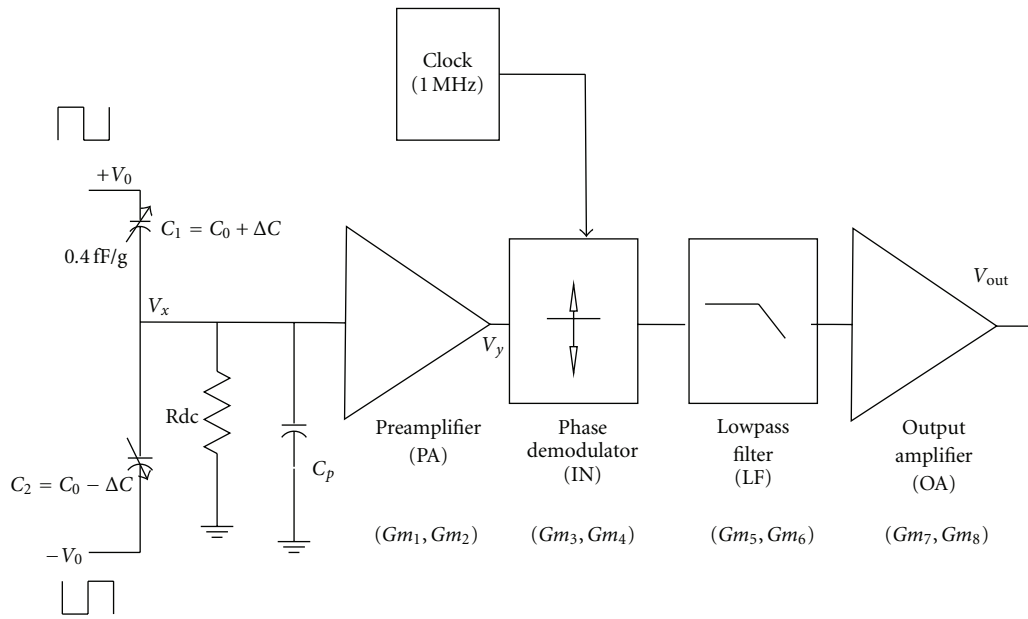 Clock
(1 MHz)
+V0
C1 = C0 + ΔC
0.4 fF/g
Vx
Vy
Vout
Rdc
Cp
C2 = C0 − ΔC
−V0
Preamplifier
(PA)
Phase
demodulator
(IN)
Lowpass
filter
(LF)
Output
amplifier
(OA)
(Gm1, Gm2)
(Gm3, Gm4)
(Gm5, Gm6)
(Gm7, Gm8)